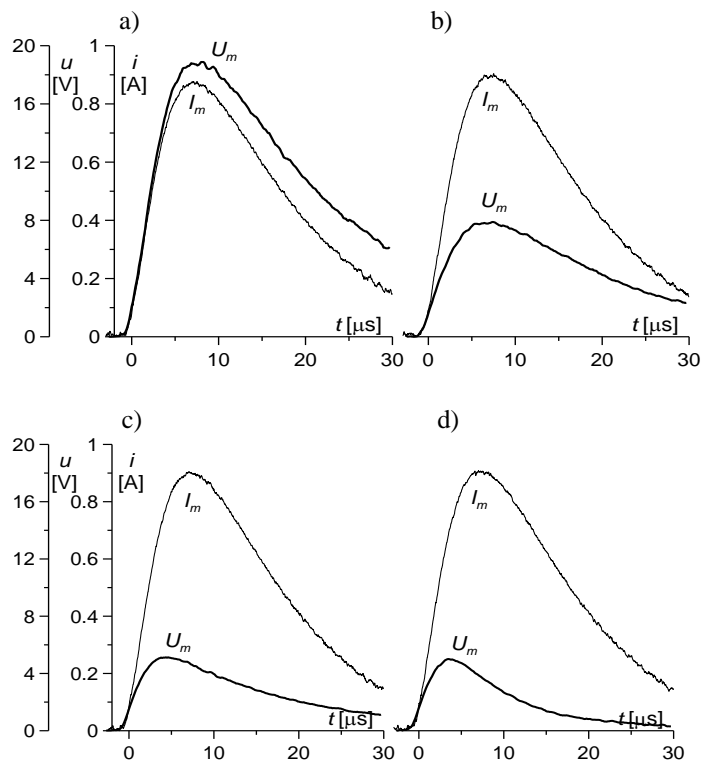 a) b)
20 u 1 i U_m
[V] [A] I_m I_m
16 0.8
12 0.6
8 0.4 U_m
4 0.2
0 0 t [μs] t [μs]
0 10 20 30 0 10 20 30
c) d)
20 u 1 i
[V] [A] I_m I_m
16 0.8
12 0.6
8 0.4
4 0.2 U_m U_m
0 0 t [μs] t [μs]
0 10 20 30 0 10 20 30